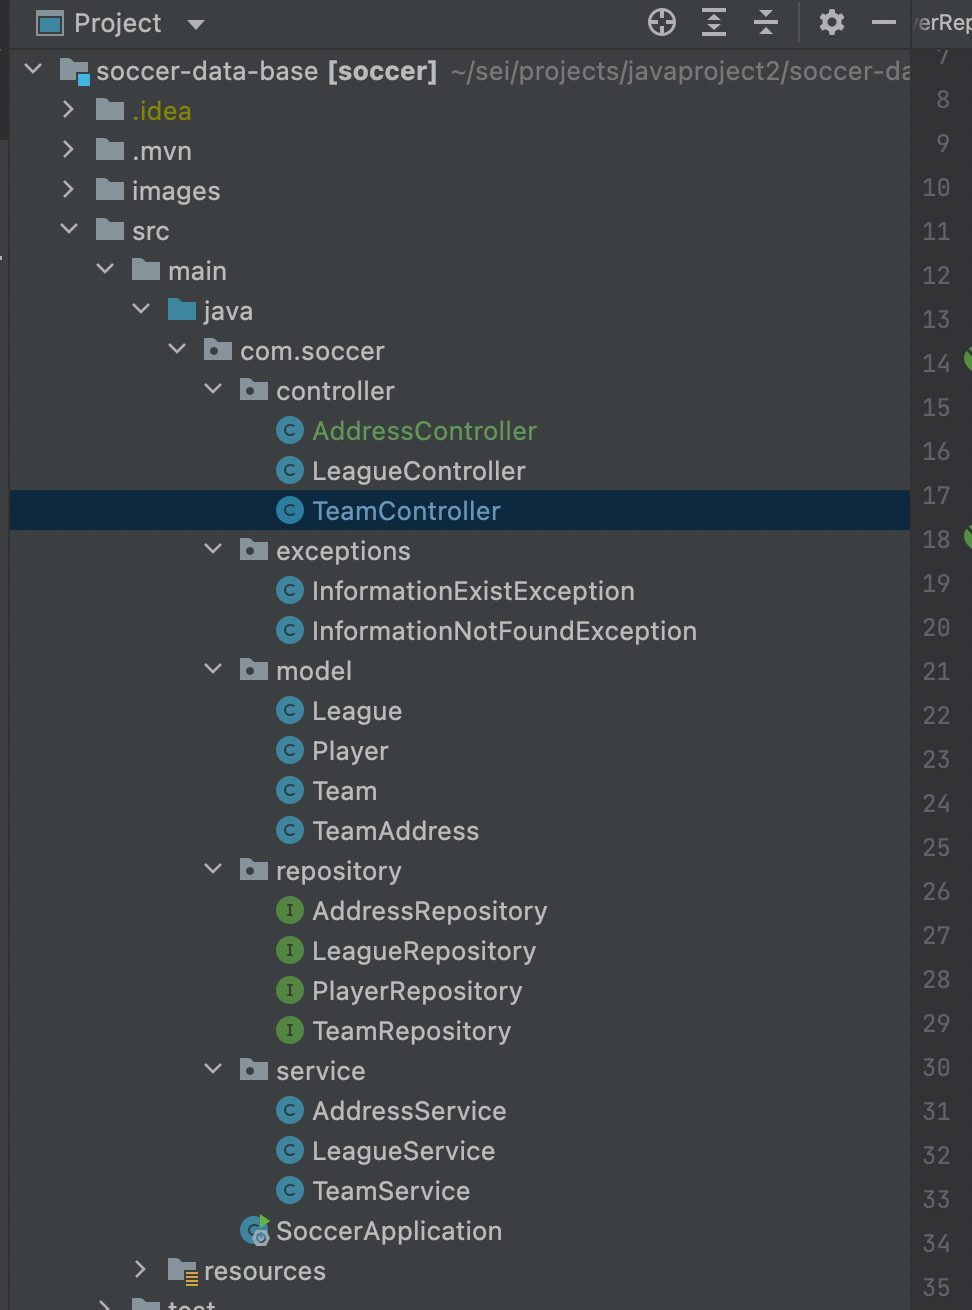 Project
erRep
soccer-data-base [soccer] ~/sei/projects/javaproject2/soccer-da
.idea
.mvn
images
src
main
java
com.soccer
controller
AddressController
LeagueController
TeamController
exceptions
InformationExistException
InformationNotFoundException
model
League
Player
Team
TeamAddress
repository
AddressRepository
LeagueRepository
PlayerRepository
TeamRepository
service
AddressService
LeagueService
TeamService
SoccerApplication
resources
test
7
8
9
10
11
12
13
14
15
16
17
18
19
20
21
22
23
24
25
26
27
28
29
30
31
32
33
34
35